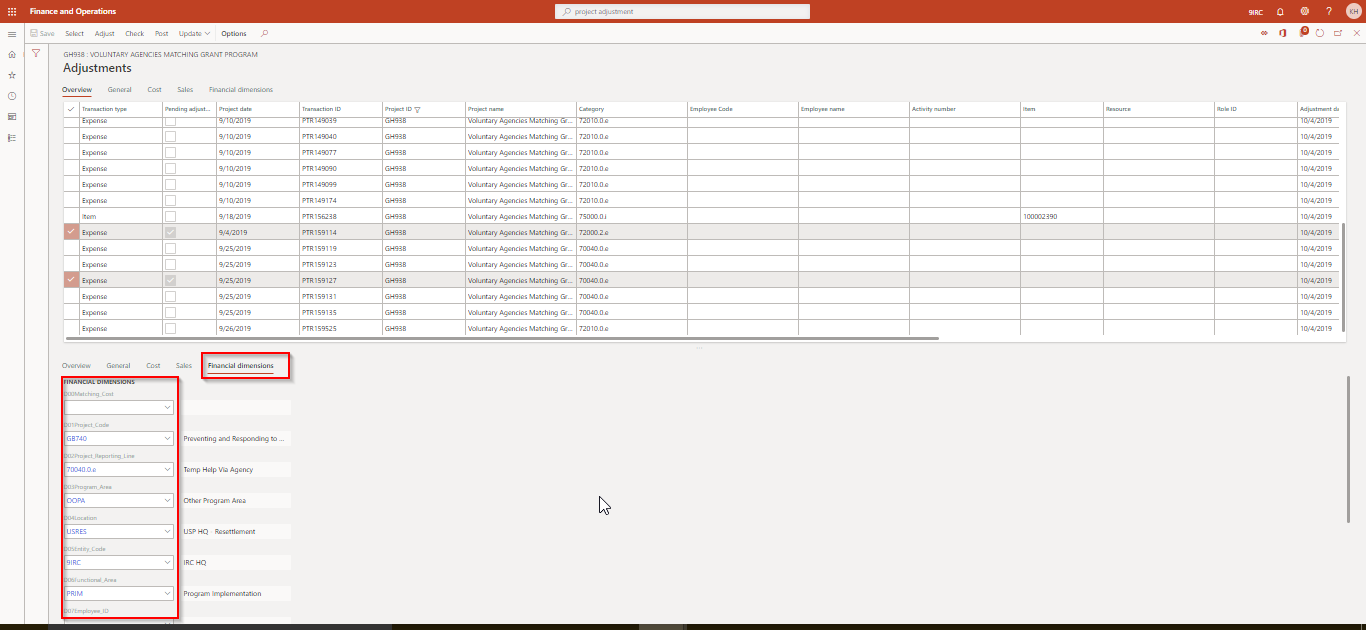 Finance and Operations project adjustment 9IRC ? KH
Save Select Adjust Check Post Update Options 0
GH938 : VOLUNTARY AGENCIES MATCHING GRANT PROGRAM
Adjustments
Overview General Cost Sales Financial dimensions
Transaction type Pending adjust... Project date Transaction ID Project ID Project name Category Employee Code Employee name Activity number Item Resource Role ID Adjustment da
Expense 9/10/2019 PTR149039 GH938 Voluntary Agencies Matching Gr... 72010.0.e 10/4/2019
Expense 9/10/2019 PTR149040 GH938 Voluntary Agencies Matching Gr... 72010.0.e 10/4/2019
Expense 9/10/2019 PTR149077 GH938 Voluntary Agencies Matching Gr... 72010.0.e 10/4/2019
Expense 9/10/2019 PTR149090 GH938 Voluntary Agencies Matching Gr... 72010.0.e 10/4/2019
Expense 9/10/2019 PTR149099 GH938 Voluntary Agencies Matching Gr... 72010.0.e 10/4/2019
Expense 9/10/2019 PTR149174 GH938 Voluntary Agencies Matching Gr... 72010.0.e 10/4/2019
Item 9/18/2019 PTR156238 GH938 Voluntary Agencies Matching Gr... 75000.0.i 100002390 10/4/2019
Expense 9/4/2019 PTR159114 GH938 Voluntary Agencies Matching Gr... 72000.2.e 10/4/2019
Expense 9/25/2019 PTR159119 GH938 Voluntary Agencies Matching Gr... 70040.0.e 10/4/2019
Expense 9/25/2019 PTR159123 GH938 Voluntary Agencies Matching Gr... 70040.0.e 10/4/2019
Expense 9/25/2019 PTR159127 GH938 Voluntary Agencies Matching Gr... 70040.0.e 10/4/2019
Expense 9/25/2019 PTR159131 GH938 Voluntary Agencies Matching Gr... 70040.0.e 10/4/2019
Expense 9/25/2019 PTR159135 GH938 Voluntary Agencies Matching Gr... 70040.0.e 10/4/2019
Expense 9/26/2019 PTR159525 GH938 Voluntary Agencies Matching Gr... 72010.0.e 10/4/2019
Overview General Cost Sales Financial dimensions
FINANCIAL DIMENSIONS
D00Matching_Cost
D01Project_Code
GB740 Preventing and Responding to ...
D02Project_Reporting_Line
70040.0.e Temp Help Via Agency
D03Program_Area
OOPA Other Program Area
D04Location
USRES USP HQ - Resettlement
D05Entity_Code
9IRC IRC HQ
D06Functional_Area
PRIM Program Implementation
D07Employee_ID